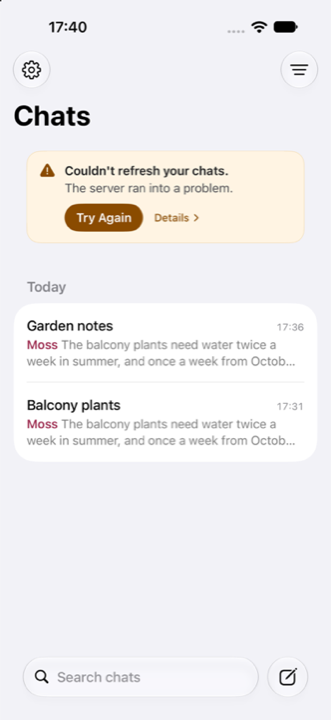 17:40
Chats
Couldn't refresh your chats.
The server ran into a problem.
Try Again
Details >
Today
Garden notes
17:36
Moss The balcony plants need water twice a
week in summer, and once a week from Octob...
Balcony plants
17:31
Moss The balcony plants need water twice a
week in summer, and once a week from Octob...
Search chats